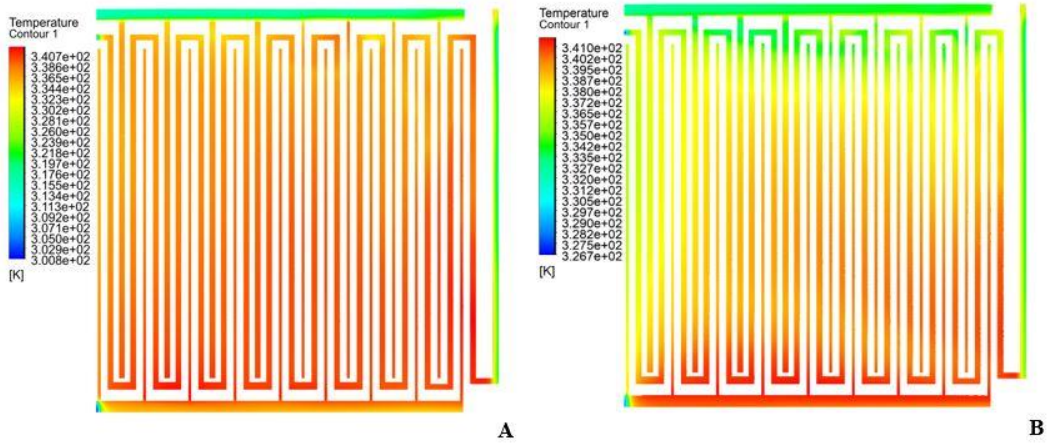 Temperature
Contour 1
3.407e+02
3.386e+02
3.365e+02
3.344e+02
3.323e+02
3.302e+02
3.281e+02
3.260e+02
3.239e+02
3.218e+02
3.197e+02
3.176e+02
3.155e+02
3.134e+02
3.113e+02
3.092e+02
3.071e+02
3.050e+02
3.029e+02
3.008e+02
[K]
A
Temperature
Contour 1
3.410e+02
3.402e+02
3.395e+02
3.387e+02
3.380e+02
3.372e+02
3.365e+02
3.357e+02
3.350e+02
3.342e+02
3.335e+02
3.327e+02
3.320e+02
3.312e+02
3.305e+02
3.297e+02
3.290e+02
3.282e+02
3.275e+02
3.267e+02
[K]
B